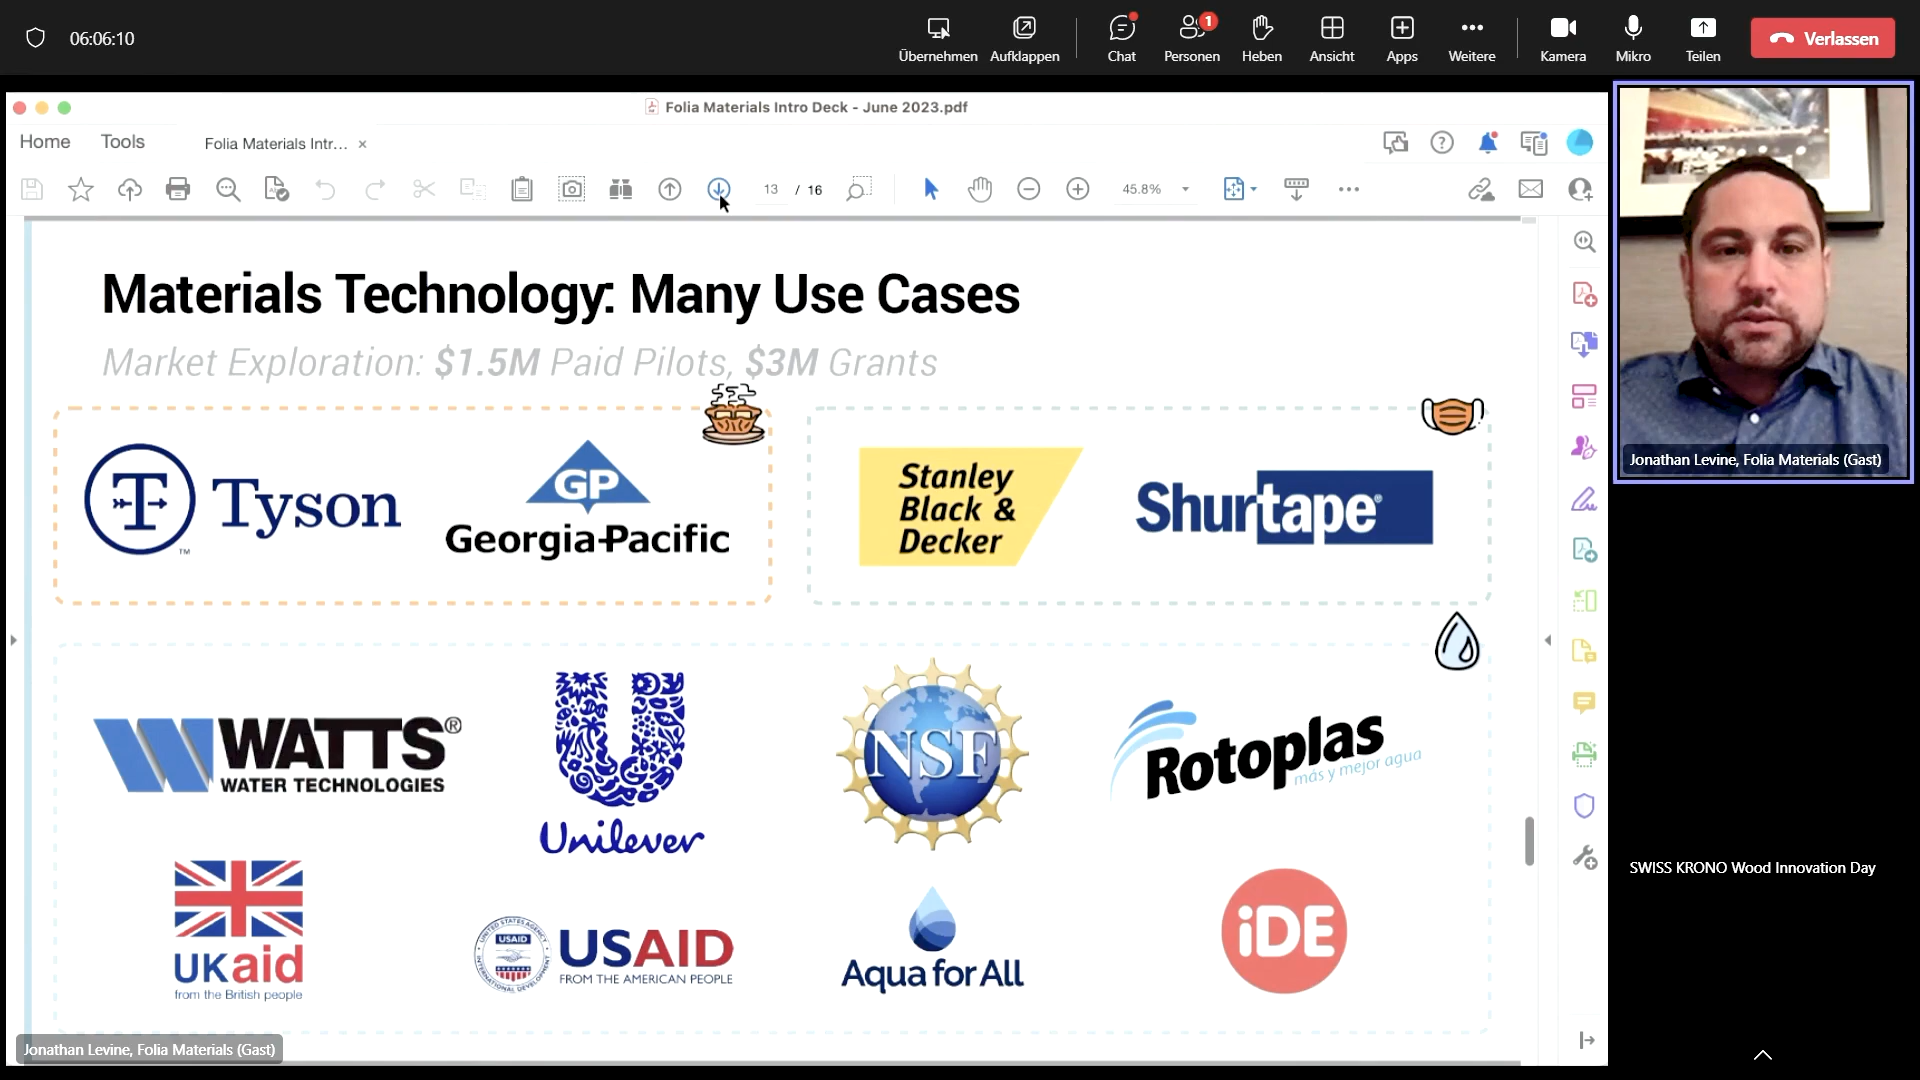 06:06:10
Übernehmen
Aufklappen
Chat
1
Personen
Heben
Ansicht
Apps
Weitere
Kamera
Mikro
Teilen
Verlassen
Folia Materials Intro Deck - June 2023.pdf
Home
Tools
Folia Materials Intr...
13 / 16
45.8%
Materials Technology: Many Use Cases
Market Exploration: $1.5M Paid Pilots, $3M Grants
T
™
Tyson
GP
Georgia-Pacific
Stanley
Black &
Decker
Shurtape®
WATTS®
WATER TECHNOLOGIES
Unilever
NSF
Rotoplas
más y mejor agua
UKaid
from the British people
USAID
USAID
FROM THE AMERICAN PEOPLE
Aqua for All
iDE
Jonathan Levine, Folia Materials (Gast)
Jonathan Levine, Folia Materials (Gast)
SWISS KRONO Wood Innovation Day